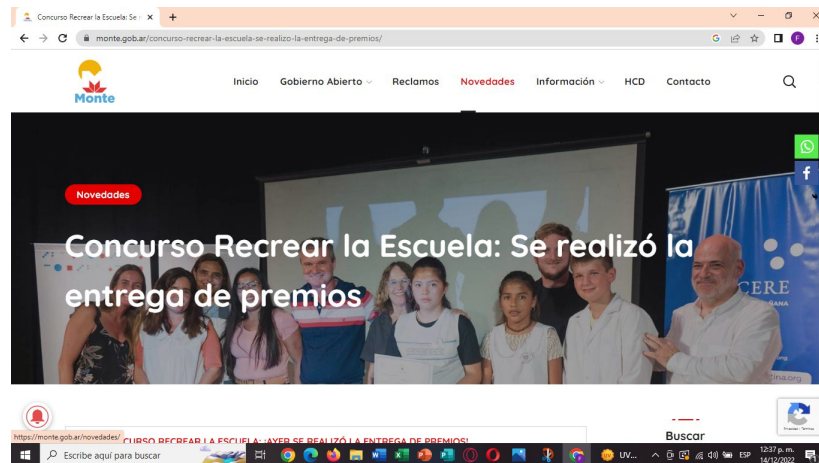 Concurso Recrear la Escuela: Se
monte.gob.ar/concurso-recrear-la-escuela-se-realizo-la-entrega-de-premios/
Monte
Inicio Gobierno Abierto Reclamos Novedades Información HCD Contacto
Novedades
Concurso Recrear la Escuela: Se realizó la
entrega de premios
CERE
https://monte.gob.ar/novedades/
CURSO RECREAR LA ESCUELA: ¡AYER SE REALIZÓ LA ENTREGA DE PREMIOS!
Buscar
Escribe aquí para buscar
UV...
ESP
12:37 p. m.
14/12/2022